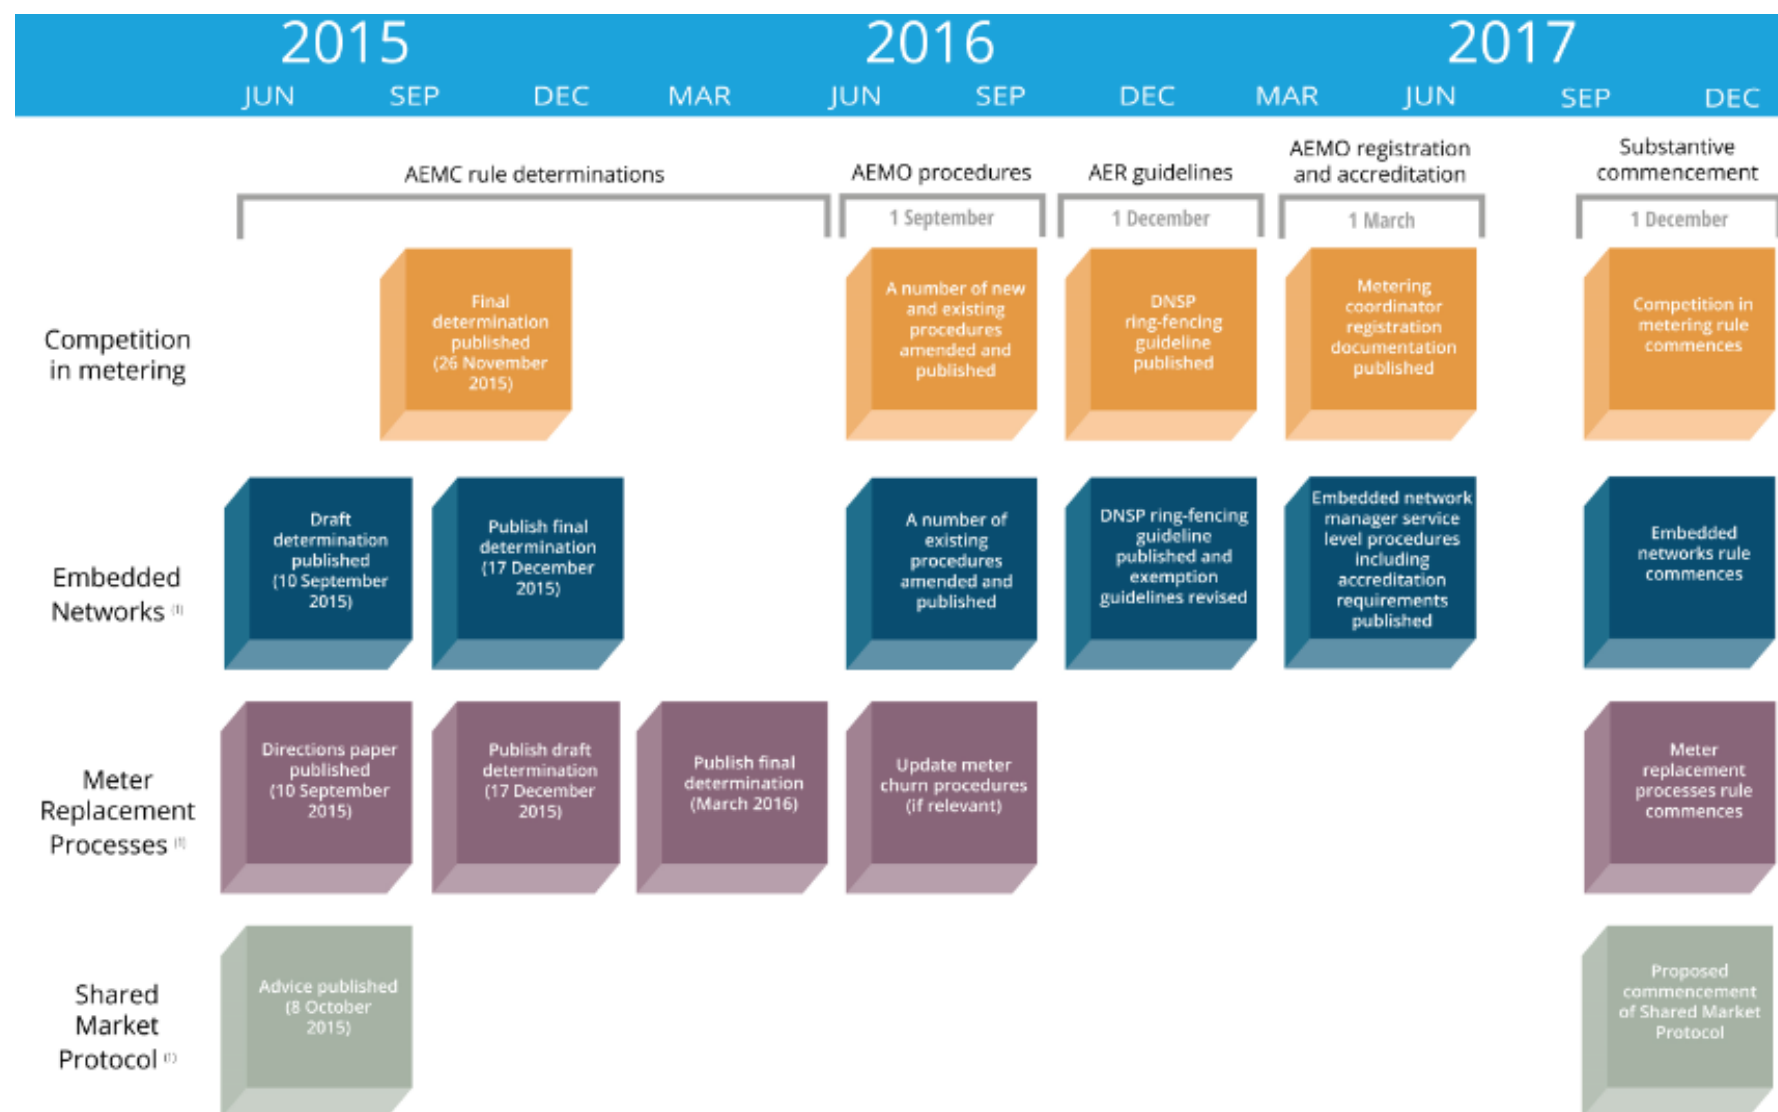 2015 2016 2017
JUN SEP DEC MAR JUN SEP DEC MAR JUN SEP DEC
AEMC rule determinations
AEMO procedures
1 September
AER guidelines
1 December
AEMO registration
and accreditation
1 March
Substantive
commencement
1 December
Competition
in metering
Final
determination
published
(26 November
2015)
A number of new
and existing
procedures
amended and
published
DNSP
ring-fencing
guideline
published
Metering
coordinator
registration
documentation
published
Competition in
metering rule
commences
Embedded
Networks (1)
Draft
determination
published
(10 September
2015)
Publish final
determination
(17 December
2015)
A number of
existing
procedures
amended and
published
DNSP ring-fencing
guideline
published and
exemption
guidelines revised
Embedded network
manager service
level procedures
including
accreditation
requirements
published
Embedded
networks rule
commences
Meter
Replacement
Processes (1)
Directions paper
published
(10 September
2015)
Publish draft
determination
(17 December
2015)
Publish final
determination
(March 2016)
Update meter
churn procedures
(if relevant)
Meter
replacement
processes rule
commences
Shared
Market
Protocol (1)
Advice published
(8 October
2015)
Proposed
commencement
of Shared Market
Protocol